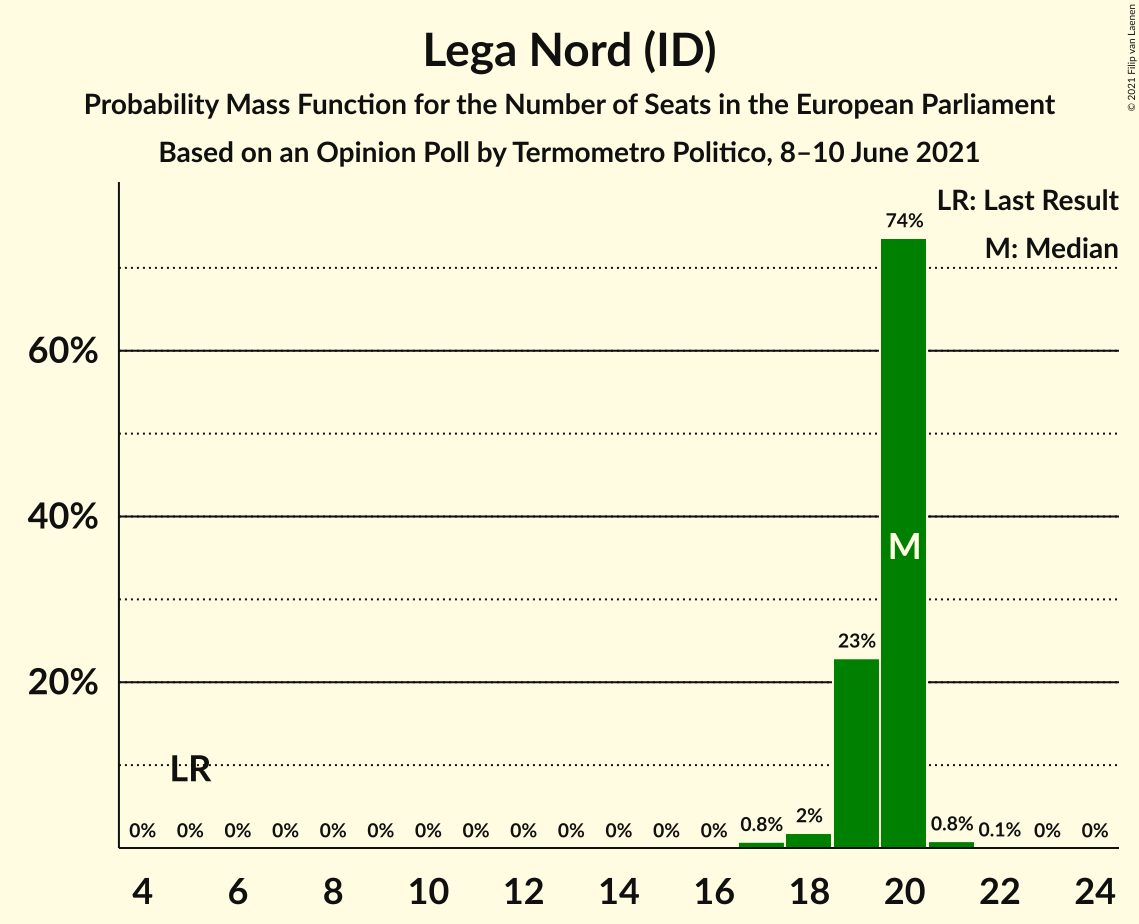 Lega Nord (ID)
Probability Mass Function for the Number of Seats in the European Parliament
Based on an Opinion Poll by Termometro Politico, 8–10 June 2021
© 2021 Filip van Laenen
LR: Last Result
M: Median
74%
60%
40%
M
23%
20%
LR
0% 0% 0% 0% 0% 0% 0% 0% 0% 0% 0% 0% 0% 0.8% 2% 0.8% 0.1% 0% 0%
4 6 8 10 12 14 16 18 20 22 24